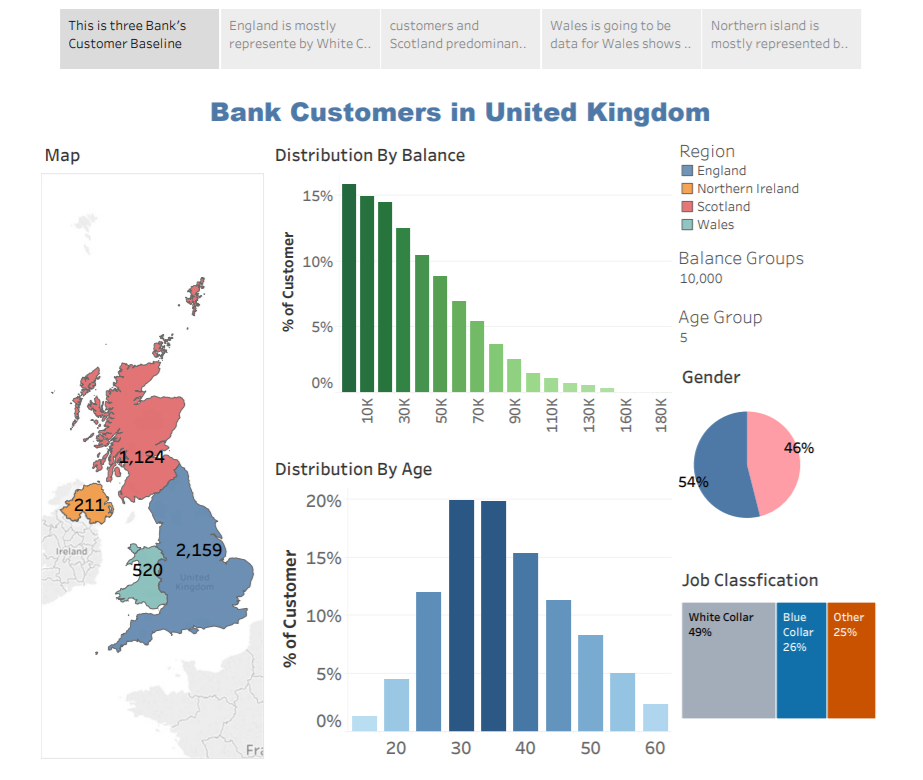 This is three Bank's
Customer Baseline
England is mostly
represente by White C..
customers and
Scotland predominan..
Wales is going to be
data for Wales shows ..
Northern island is
mostly represented b..
Bank Customers in United Kingdom
Map
1,124
211
2,159
520
Ireland
United
Kingdom
Fra
Distribution By Balance
% of Customer
15%
10%
5%
0%
10K
30K
50K
70K
90K
110K
130K
160K
180K
Distribution By Age
% of Customer
20%
15%
10%
5%
0%
20
30
40
50
60
Region
England
Northern Ireland
Scotland
Wales
Balance Groups
10,000
Age Group
5
Gender
46%
54%
Job Classfication
White Collar
49%
Blue
Collar
26%
Other
25%